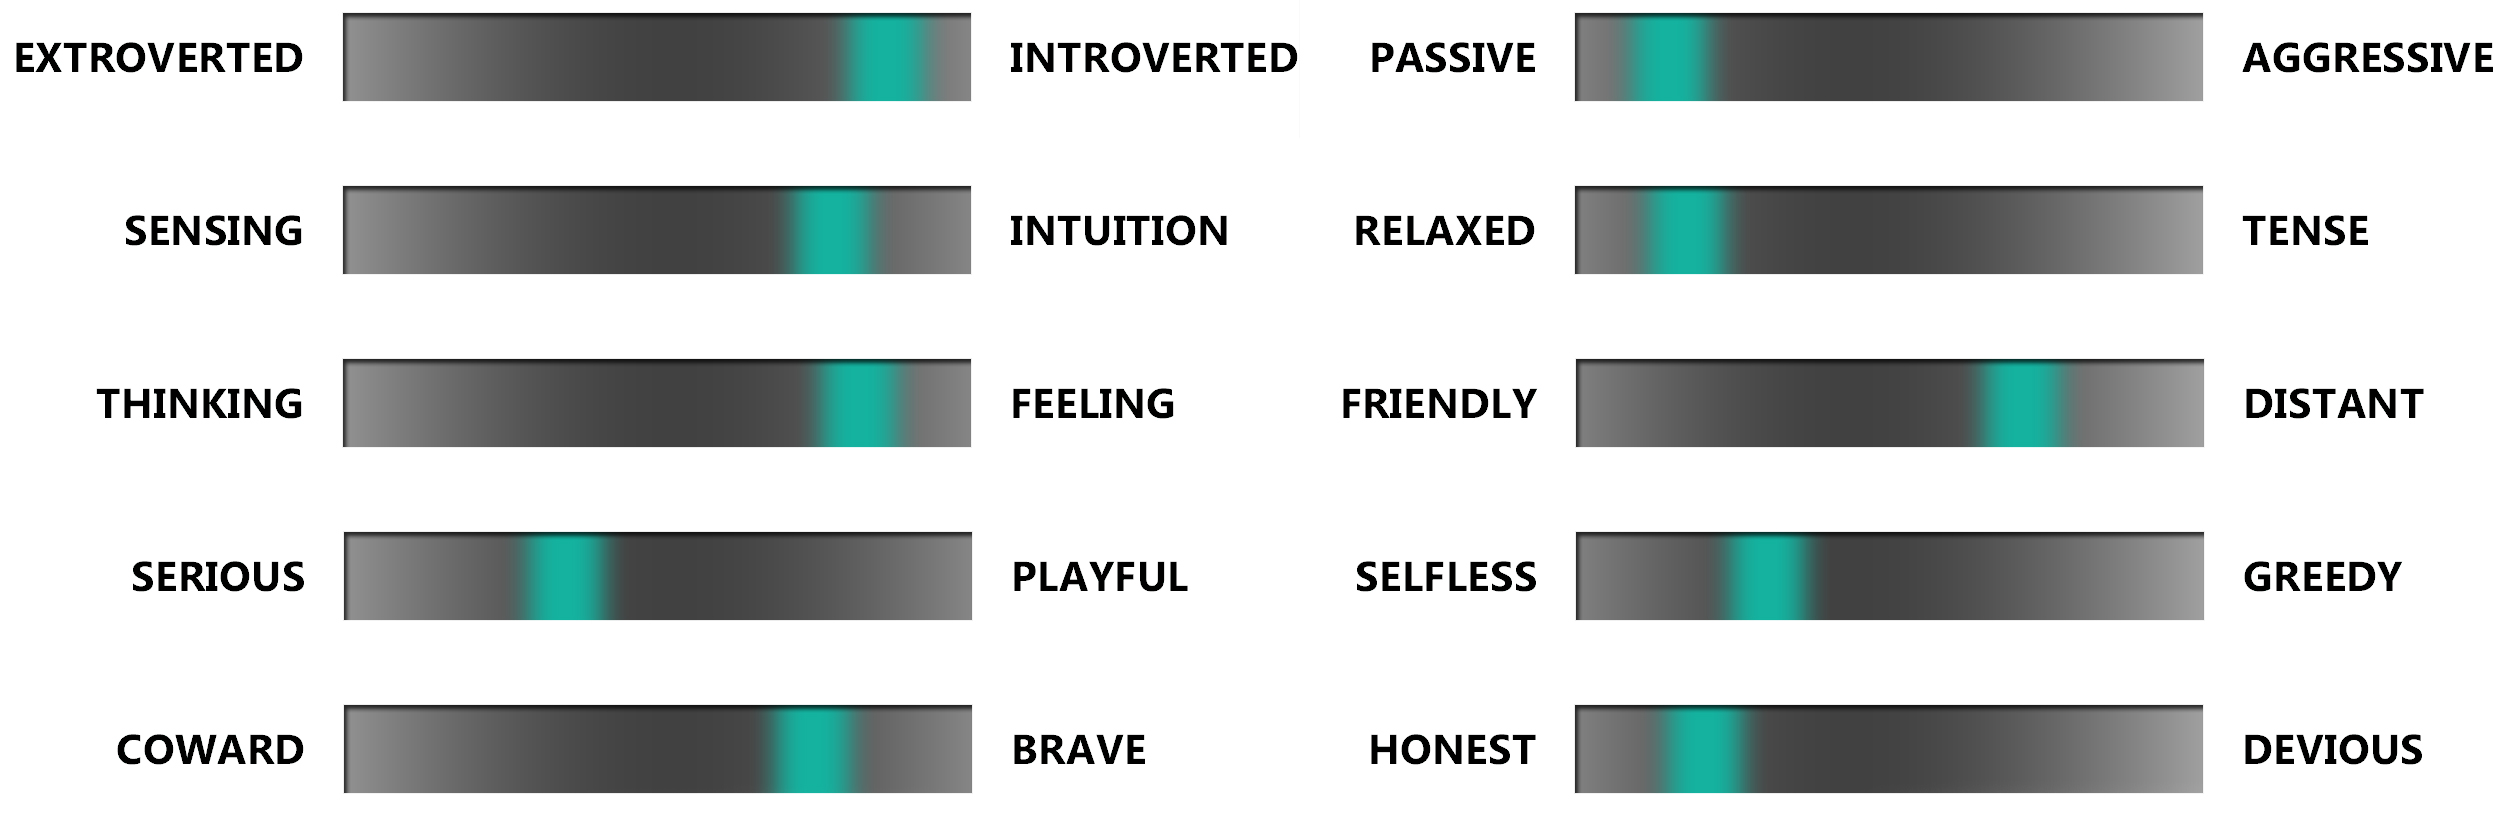 EXTROVERTED INTROVERTED PASSIVE AGGRESSIVE
SENSING INTUITION RELAXED TENSE
THINKING FEELING FRIENDLY DISTANT
SERIOUS PLAYFUL SELFLESS GREEDY
COWARD BRAVE HONEST DEVIOUS